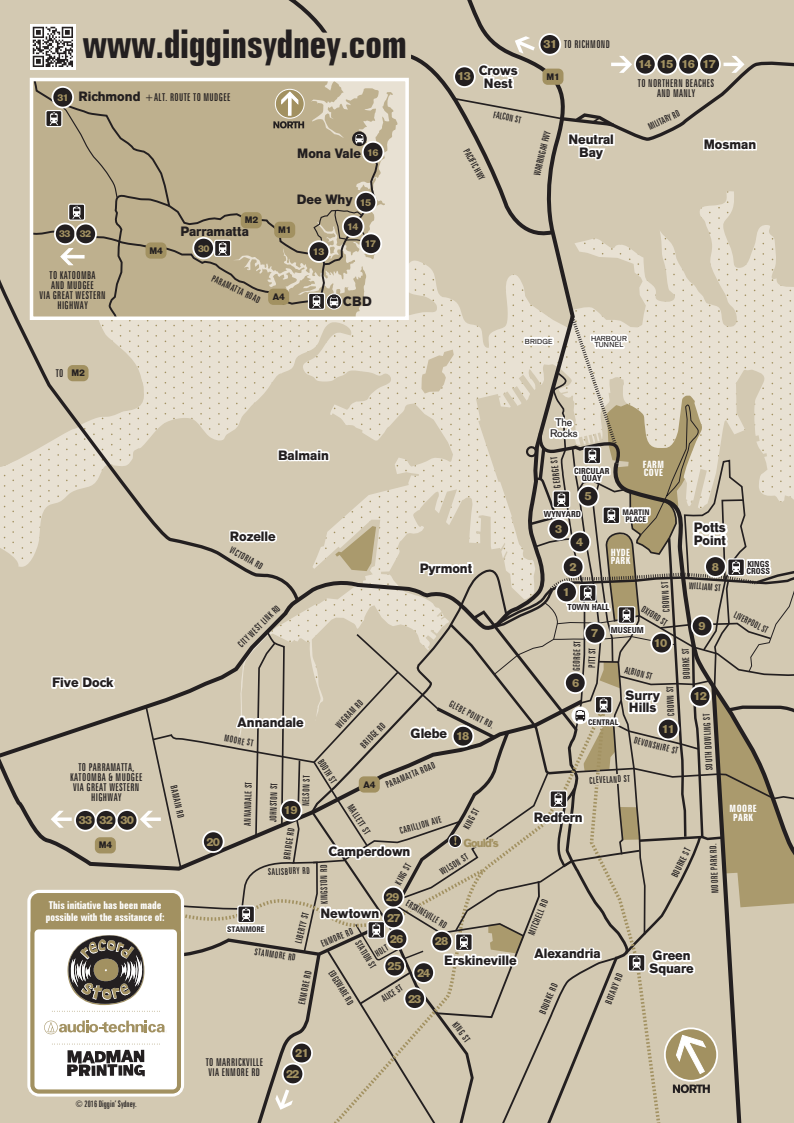 www.digginsydney.com
31 Richmond + ALT. ROUTE TO MUDGEE
NORTH
Mona Vale 16
Dee Why 15
14
17
M2
M1
Parramatta
30
13
33 32
M4
TO KATOOMBA
AND MUDGEE
VIA GREAT WESTERN
HIGHWAY
PARAMATTA ROAD
A4
CBD
31 TO RICHMOND
13 Crows
Nest
M1
14 15 16 17
TO NORTHERN BEACHES
AND MANLY
FALCON ST
PACIFIC HWY
WARRINGAH HWY
MILITARY RD
Neutral
Bay
Mosman
BRIDGE
HARBOUR
TUNNEL
TO M2
The
Rocks
Balmain
GEORGE ST
CIRCULAR
QUAY
5
FARM
COVE
WYNYARD
MARTIN
PLACE
3
4
Potts
Point
Rozelle
VICTORIA RD
HYDE
PARK
Pyrmont
2
8
KINGS
CROSS
1
TOWN HALL
CROWN ST
WILLIAM ST
CITY WEST LINK RD
MUSEUM
OXFORD ST
9
LIVERPOOL ST
7
10
GEORGE ST
PITT ST
BOURKE ST
ALBION ST
Five Dock
6
Surry
Hills
CROWN ST
12
CENTRAL
11
SOUTH DOWLING ST
DEVONSHIRE ST
Annandale
WIGRAM RD
BRIDGE RD
GLEBE POINT RD
Glebe 18
MOORE ST
BOOTH ST
A4
PARAMATTA ROAD
CLEVELAND ST
TO PARRAMATTA,
KATOOMBA & MUDGEE
VIA GREAT WESTERN
HIGHWAY
33 32 30
M4
BAMAIN RD
ANNANDALE ST
JOHNSTON ST
NELSON ST
19
BRIDGE RD
20
MALLETT ST
CARILLION AVE
KING ST
Redfern
MOORE
PARK
Gould's
Camperdown
WILSON ST
KING ST
BOURKE ST
MOORE PARK RD.
SALISBURY RD
KINGSTON RD
29
This initiative has been made
possible with the assitance of:
record
store
audio-technica
MADMAN
PRINTING
© 2016 Diggin' Sydney.
STANMORE
LIBERTY ST
Newtown 27
ERSKINEVILLE RD
MITCHELL RD
ENMORE RD
26
STATION ST
HOLT
28
Erskineville
Alexandria
Green
Square
STANMORE RD
25
24
ENMORE RD
EDGEWARE RD
ALICE ST
23
BOURKE RD
BOTANY RD
KING ST
21
22
TO MARRICKVILLE
VIA ENMORE RD
NORTH